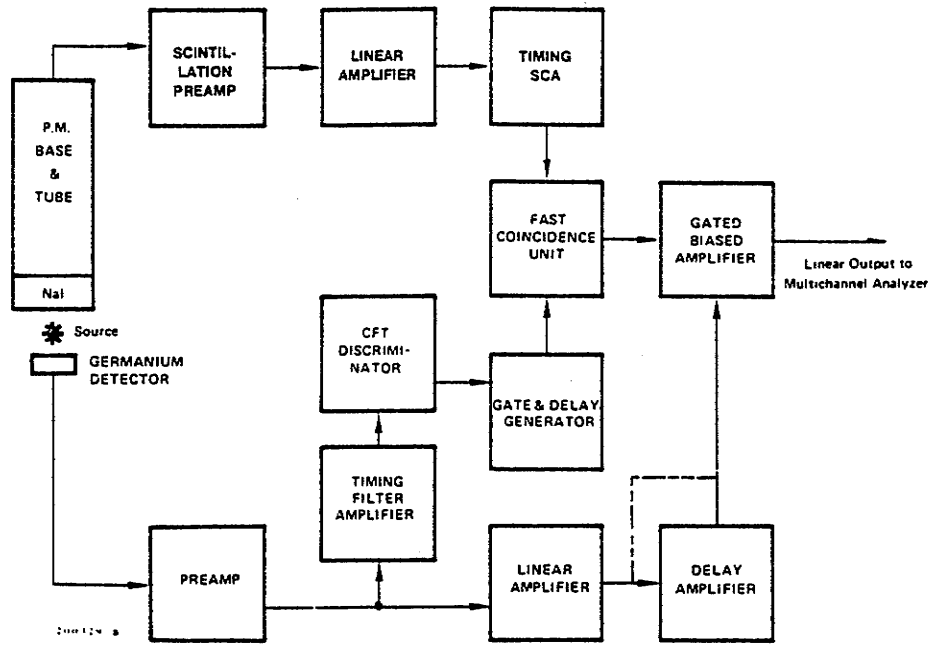 SCINTIL-
LATION
PREAMP
LINEAR
AMPLIFIER
TIMING
SCA
P.M.
BASE
&
TUBE
NaI
FAST
COINCIDENCE
UNIT
GATED
BIASED
AMPLIFIER
Linear Output to
Multichannel Analyzer
Source
GERMANIUM
DETECTOR
CFT
DISCRIMI-
NATOR
GATE & DELAY
GENERATOR
TIMING
FILTER
AMPLIFIER
PREAMP
LINEAR
AMPLIFIER
DELAY
AMPLIFIER